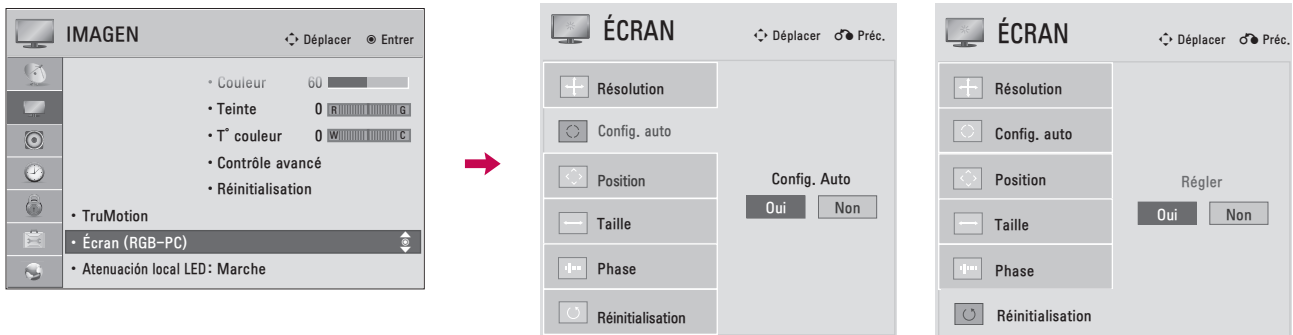 IMAGEN
Déplacer Entrer
• Couleur 60
• Teinte 0 R G
• T° couleur 0 W C
• Contrôle avancé
• Réinitialisation
• TruMotion
• Écran (RGB-PC)
• Atenuación local LED: Marche
ÉCRAN
Déplacer Préc.
Résolution
Config. auto
Position
Taille
Phase
Réinitialisation
Config. Auto
Oui Non
ÉCRAN
Déplacer Préc.
Résolution
Config. auto
Position
Taille
Phase
Réinitialisation
Régler
Oui Non